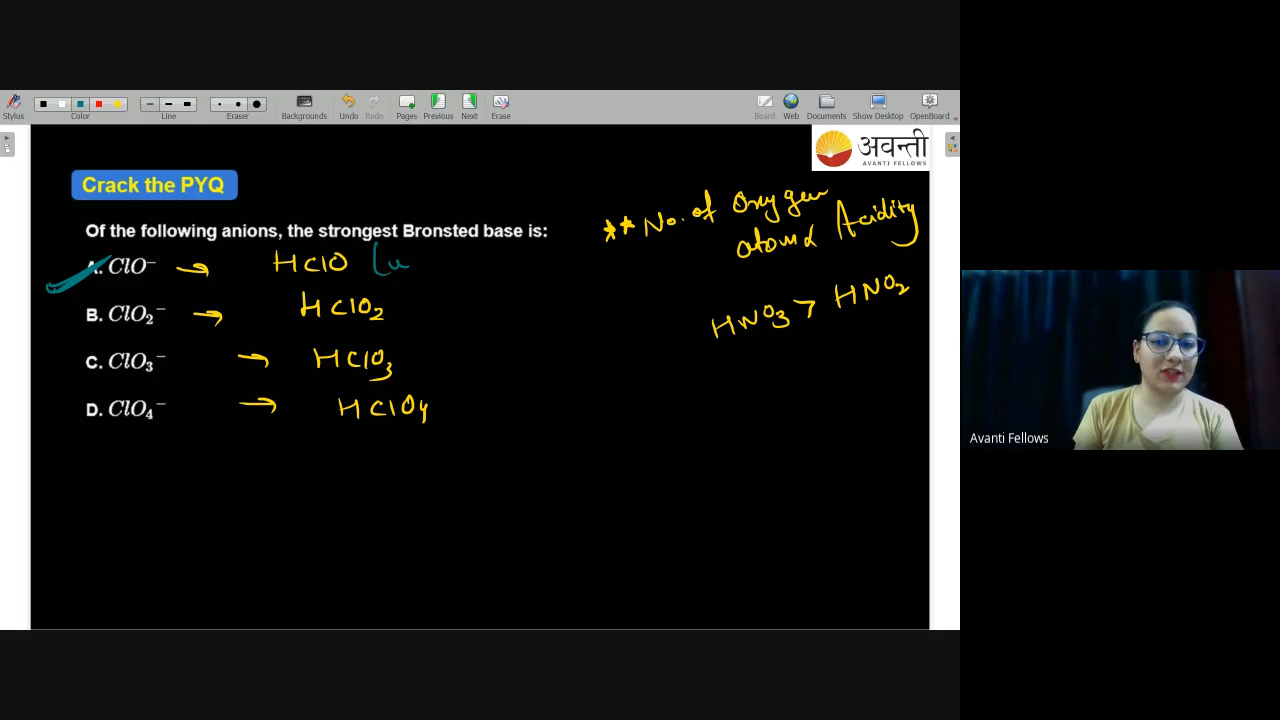 Stylus
Color
Line
Eraser
Backgrounds
Undo
Redo
Pages
Previous
Next
Erase
Board
Web
Documents
Show Desktop
OpenBoard
अवन्ती
AVANTI FELLOWS
Crack the PYQ
Of the following anions, the strongest Bronsted base is:
A. ClO⁻ → HClO
B. ClO₂⁻ → HClO₂
C. ClO₃⁻ → HClO₃
D. ClO₄⁻ → HClO₄
** No. of Oxygen
atom α Acidity
HNO₃ > HNO₂
Avanti Fellows